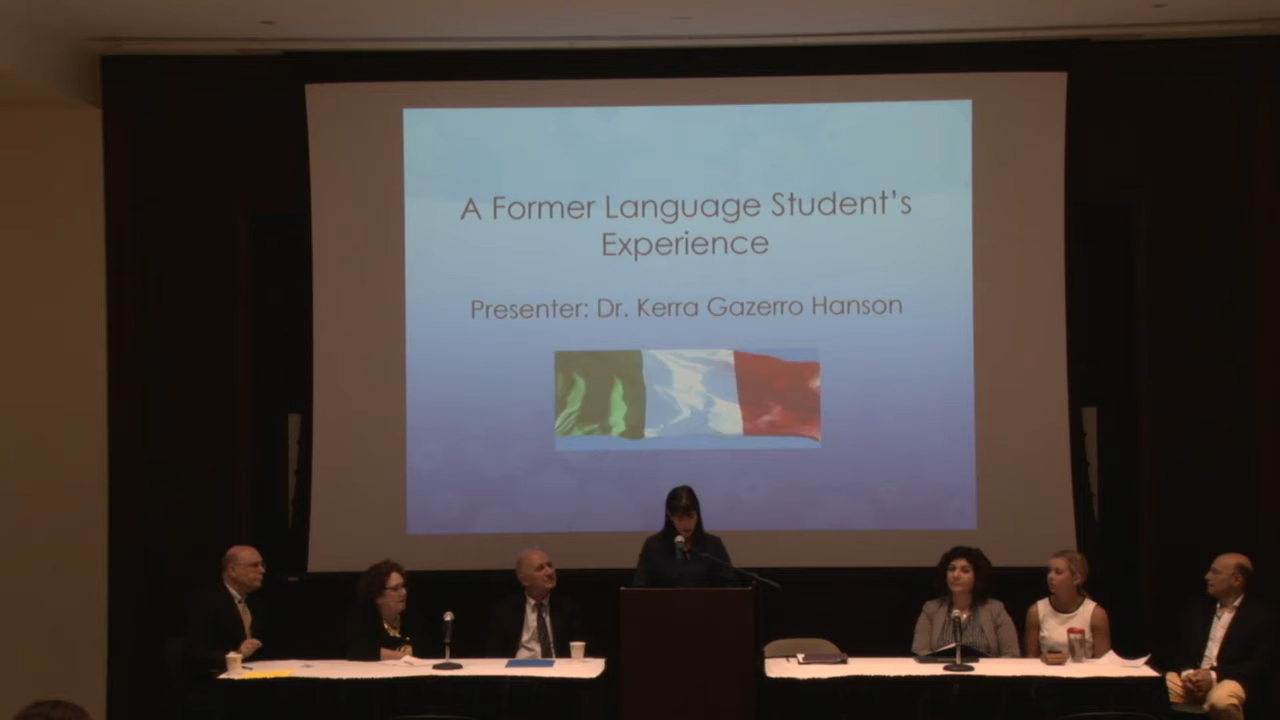 A Former Language Student's
Experience
Presenter: Dr. Kerra Gazerro Hanson